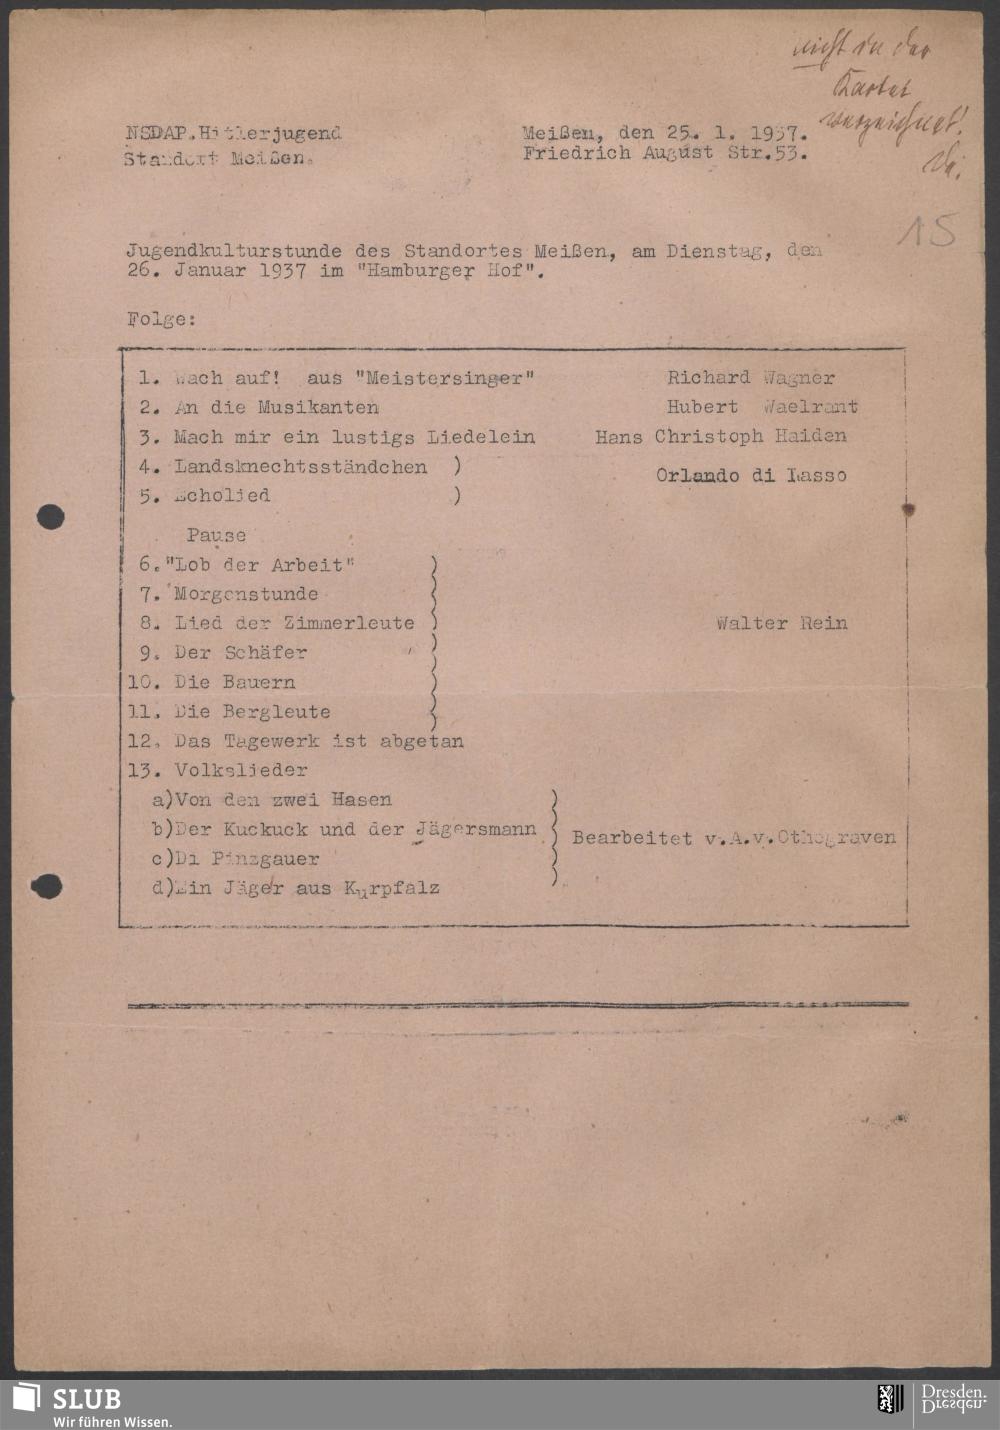 nicht in der
Kartei
verzeichnet!
NSDAP.Hitlerjugend
Standort Meißen.
Meißen, den 25. 1. 1937.
Friedrich August Str.53.
15
Jugendkulturstunde des Standortes Meißen, am Dienstag, den
26. Januar 1937 im "Hamburger Hof".
Folge:
1. Wach auf! aus "Meistersinger" Richard Wagner
2. An die Musikanten Hubert Waelrant
3. Mach mir ein lustigs Liedelein Hans Christoph Haiden
4. Landsknechtsständchen )
Orlando di Lasso
5. Echolied )
Pause
6."Lob der Arbeit" )
7. Morgenstunde )
8. Lied der Zimmerleute ) Walter Rein
9. Der Schäfer )
10. Die Bauern )
11. Die Bergleute )
12. Das Tagewerk ist abgetan
13. Volkslieder
a)Von den zwei Hasen )
b)Der Kuckuck und der Jägersmann )
Bearbeitet v.A.v.Othegraven
c)Di Pinzgauer )
d)Ein Jäger aus Kurpfalz )
SLUB
Wir führen Wissen.
Dresden.
Dresden.